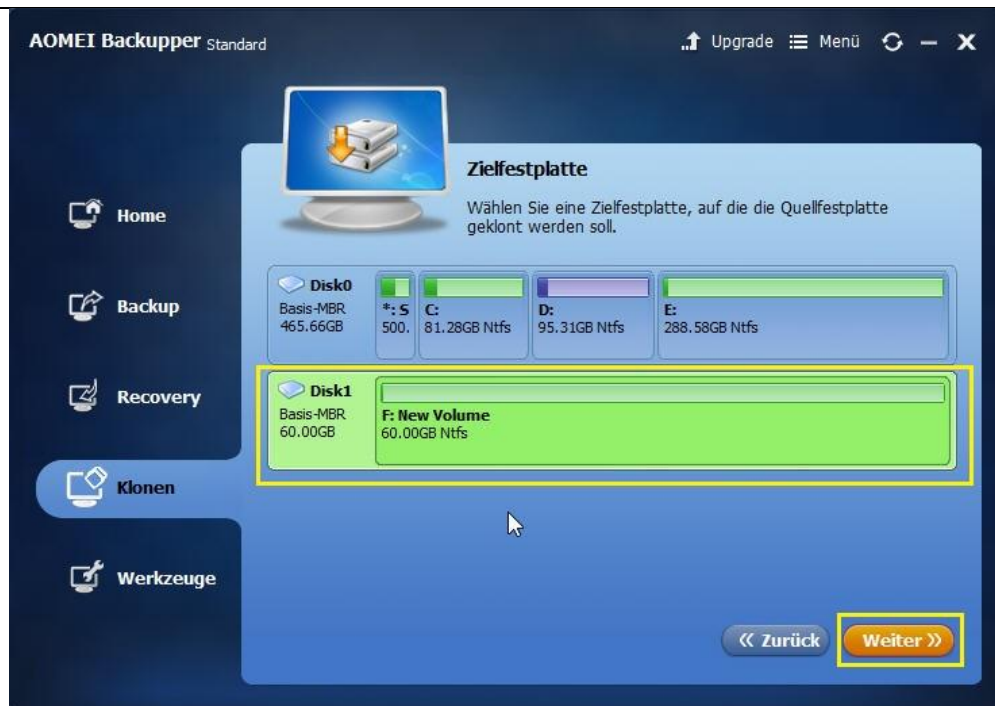 AOMEI Backupper Standard
Upgrade Menü
Zielfestplatte
Wählen Sie eine Zielfestplatte, auf die die Quellfestplatte
geklont werden soll.
Home
Backup
Recovery
Klonen
Werkzeuge
Disk0
Basis-MBR
465.66GB
*: S
500.
C:
81.28GB Ntfs
D:
95.31GB Ntfs
E:
288.58GB Ntfs
Disk1
Basis-MBR
60.00GB
F: New Volume
60.00GB Ntfs
Zurück
Weiter